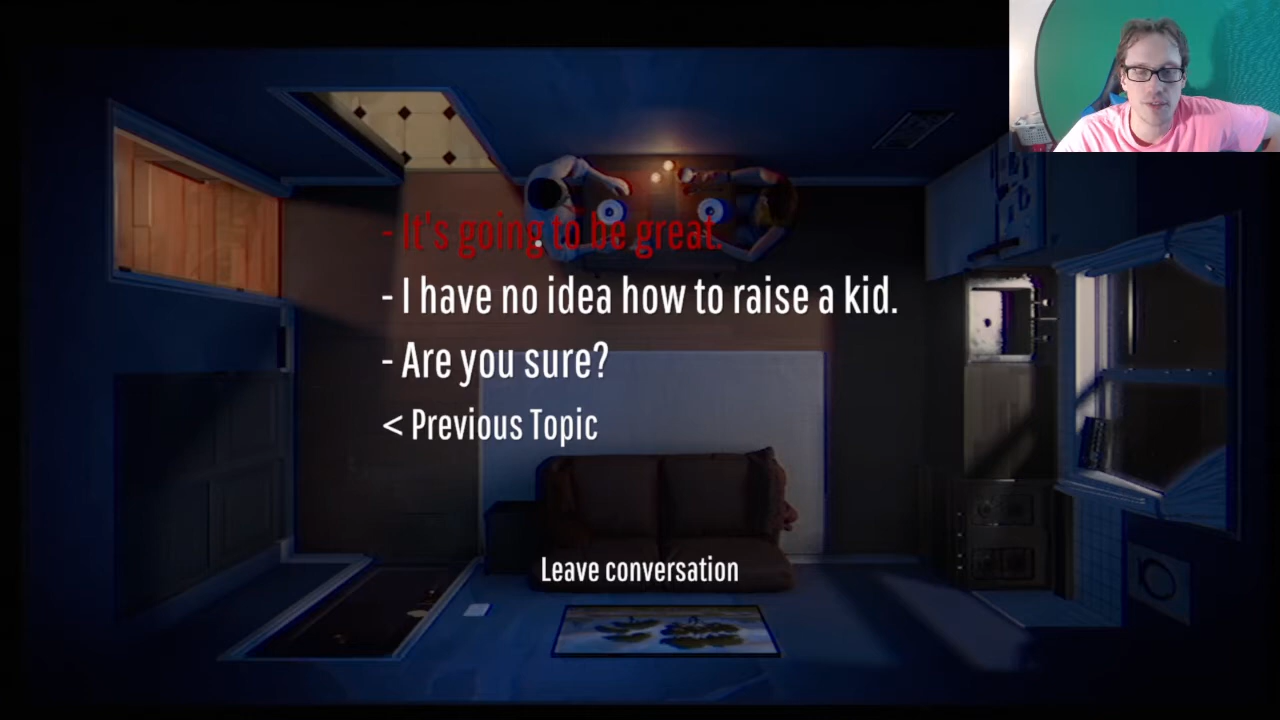 - It's going to be great.
- I have no idea how to raise a kid.
- Are you sure?
< Previous Topic
Leave conversation